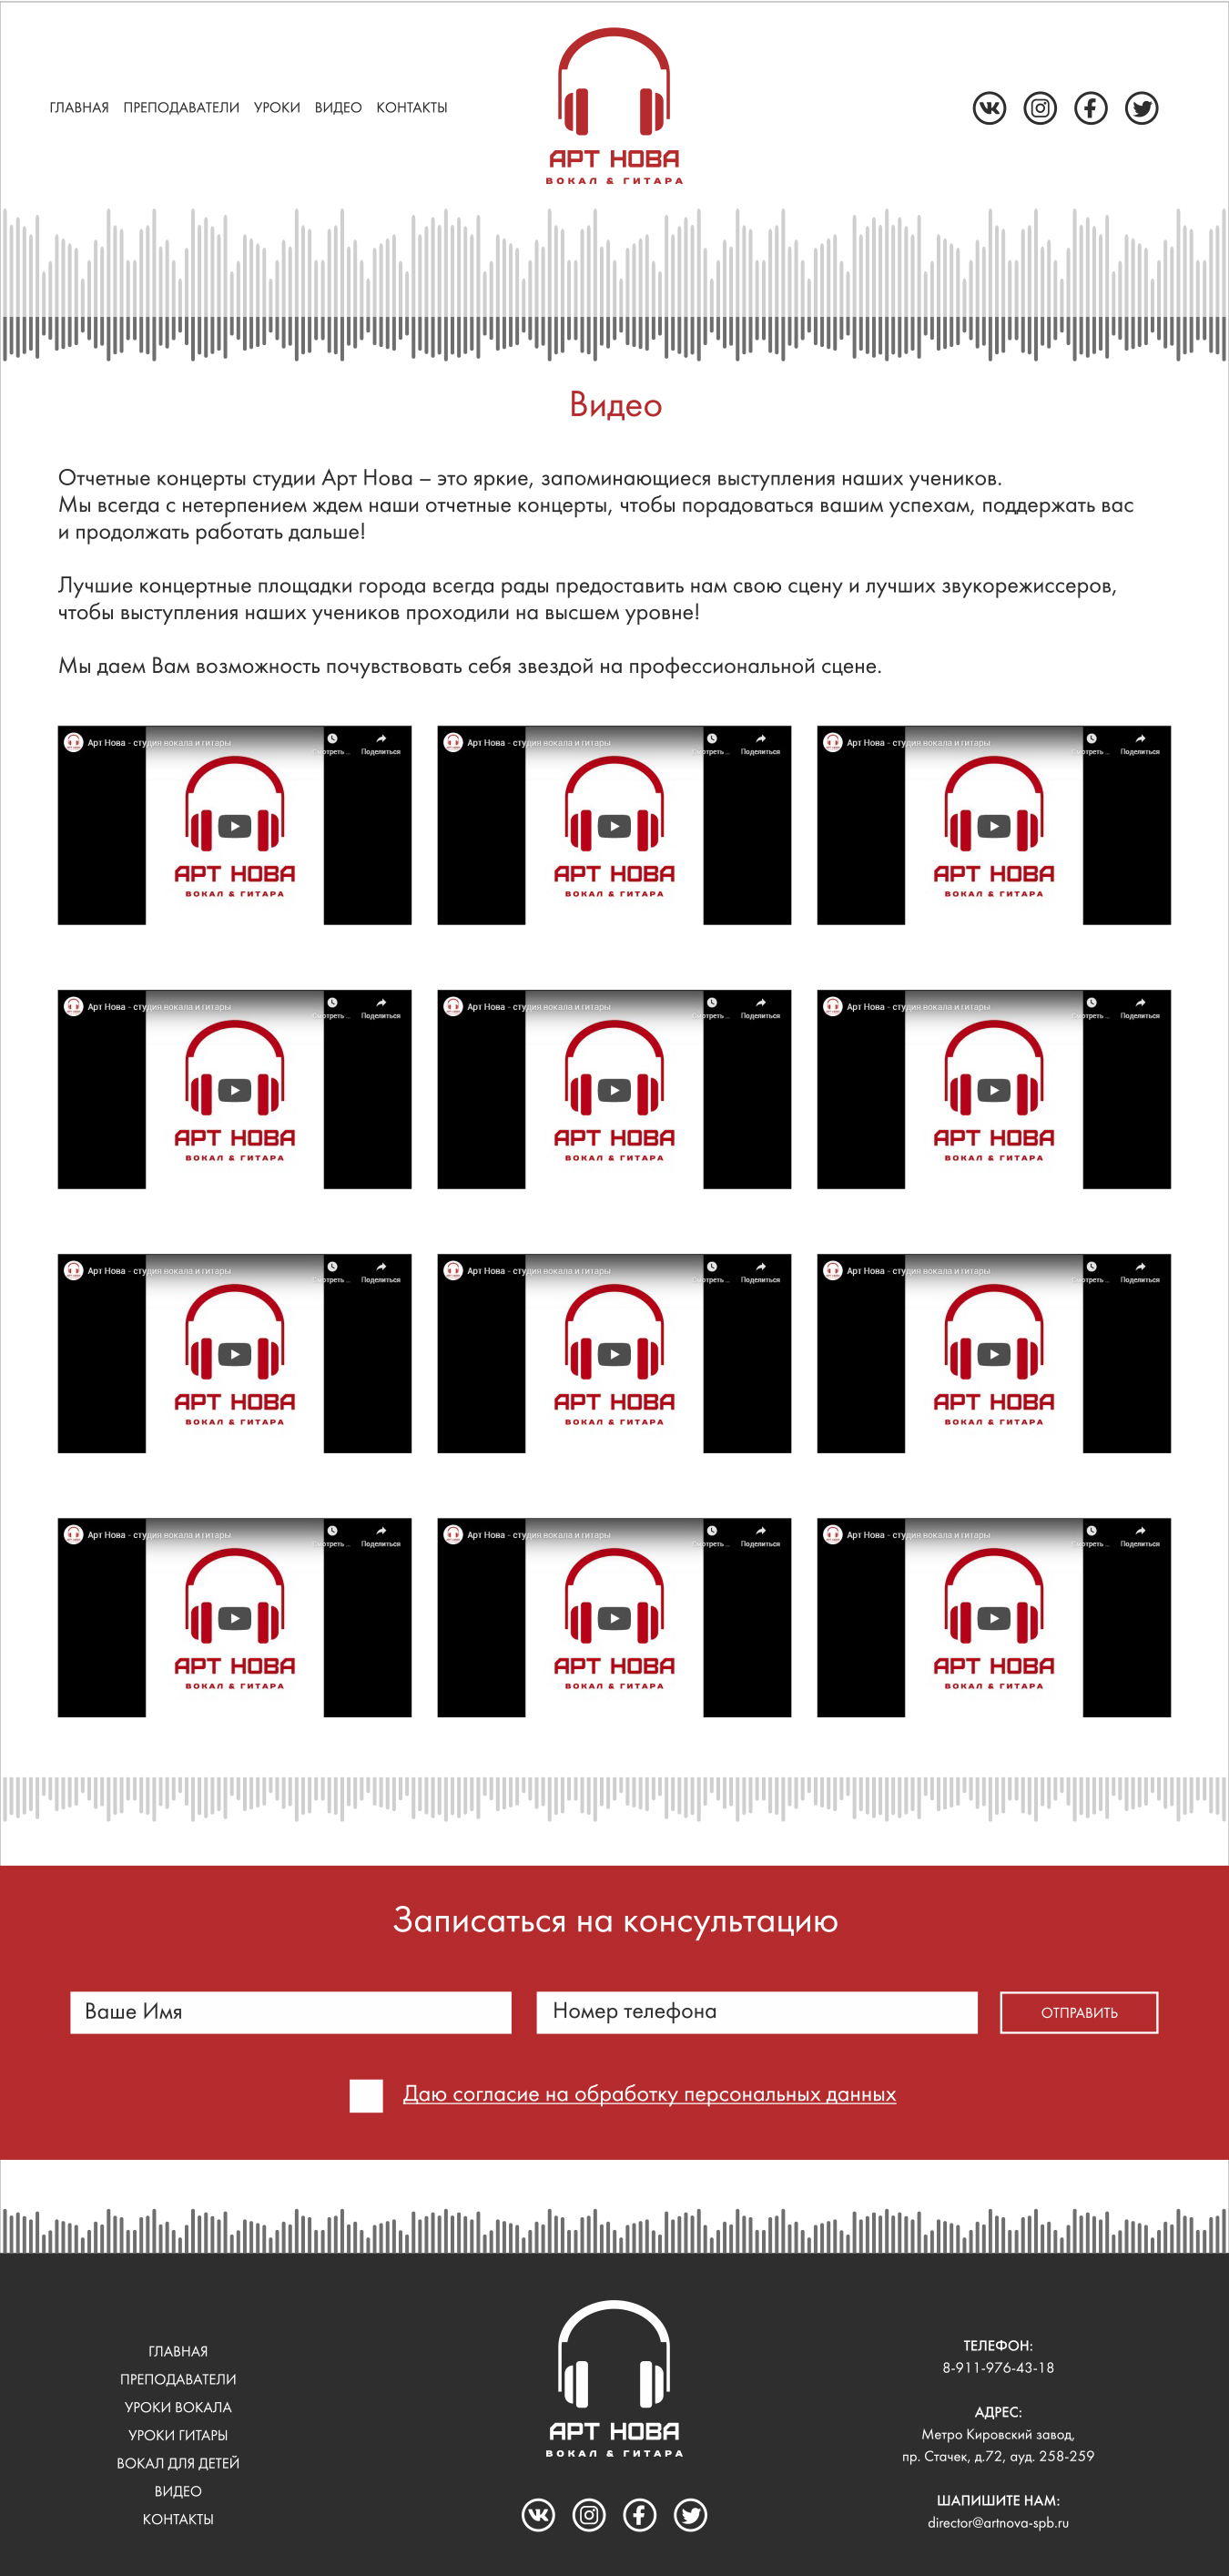 ГЛАВНАЯ ПРЕПОДАВАТЕЛИ УРОКИ ВИДЕО КОНТАКТЫ
АРТ НОВА
ВОКАЛ & ГИТАРА
Видео
Отчетные концерты студии Арт Нова – это яркие, запоминающиеся выступления наших учеников.
Мы всегда с нетерпением ждем наши отчетные концерты, чтобы порадоваться вашим успехам, поддержать вас
и продолжать работать дальше!
Лучшие концертные площадки города всегда рады предоставить нам свою сцену и лучших звукорежиссеров,
чтобы выступления наших учеников проходили на высшем уровне!
Мы даем Вам возможность почувствовать себя звездой на профессиональной сцене.
Арт Нова - студия вокала и гитары Смотреть ... Поделиться
АРТ НОВА
ВОКАЛ & ГИТАРА
Арт Нова - студия вокала и гитары Смотреть ... Поделиться
АРТ НОВА
ВОКАЛ & ГИТАРА
Арт Нова - студия вокала и гитары Смотреть ... Поделиться
АРТ НОВА
ВОКАЛ & ГИТАРА
Арт Нова - студия вокала и гитары Смотреть ... Поделиться
АРТ НОВА
ВОКАЛ & ГИТАРА
Арт Нова - студия вокала и гитары Смотреть ... Поделиться
АРТ НОВА
ВОКАЛ & ГИТАРА
Арт Нова - студия вокала и гитары Смотреть ... Поделиться
АРТ НОВА
ВОКАЛ & ГИТАРА
Арт Нова - студия вокала и гитары Смотреть ... Поделиться
АРТ НОВА
ВОКАЛ & ГИТАРА
Арт Нова - студия вокала и гитары Смотреть ... Поделиться
АРТ НОВА
ВОКАЛ & ГИТАРА
Арт Нова - студия вокала и гитары Смотреть ... Поделиться
АРТ НОВА
ВОКАЛ & ГИТАРА
Арт Нова - студия вокала и гитары Смотреть ... Поделиться
АРТ НОВА
ВОКАЛ & ГИТАРА
Арт Нова - студия вокала и гитары Смотреть ... Поделиться
АРТ НОВА
ВОКАЛ & ГИТАРА
Арт Нова - студия вокала и гитары Смотреть ... Поделиться
АРТ НОВА
ВОКАЛ & ГИТАРА
Записаться на консультацию
Ваше Имя
Номер телефона
ОТПРАВИТЬ
Даю согласие на обработку персональных данных
ГЛАВНАЯ
ПРЕПОДАВАТЕЛИ
УРОКИ ВОКАЛА
УРОКИ ГИТАРЫ
ВОКАЛ ДЛЯ ДЕТЕЙ
ВИДЕО
КОНТАКТЫ
АРТ НОВА
ВОКАЛ & ГИТАРА
ТЕЛЕФОН:
8-911-976-43-18
АДРЕС:
Метро Кировский завод,
пр. Стачек, д.72, ауд. 258-259
ШАПИШИТЕ НАМ:
director@artnova-spb.ru